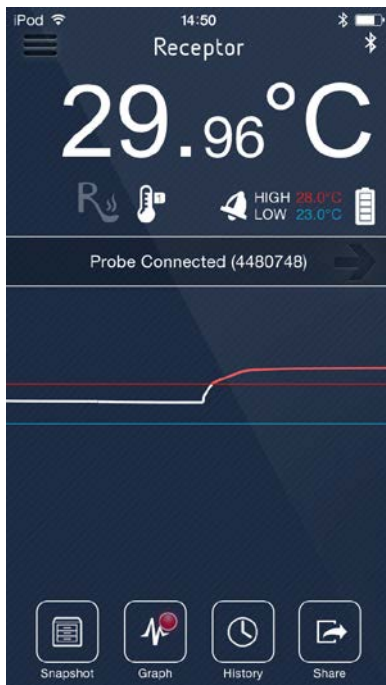 iPod 14:50
Receptor
29.96°C
R 1 HIGH 28.0°C
LOW 23.0°C
Probe Connected (4480748)
Snapshot Graph History Share